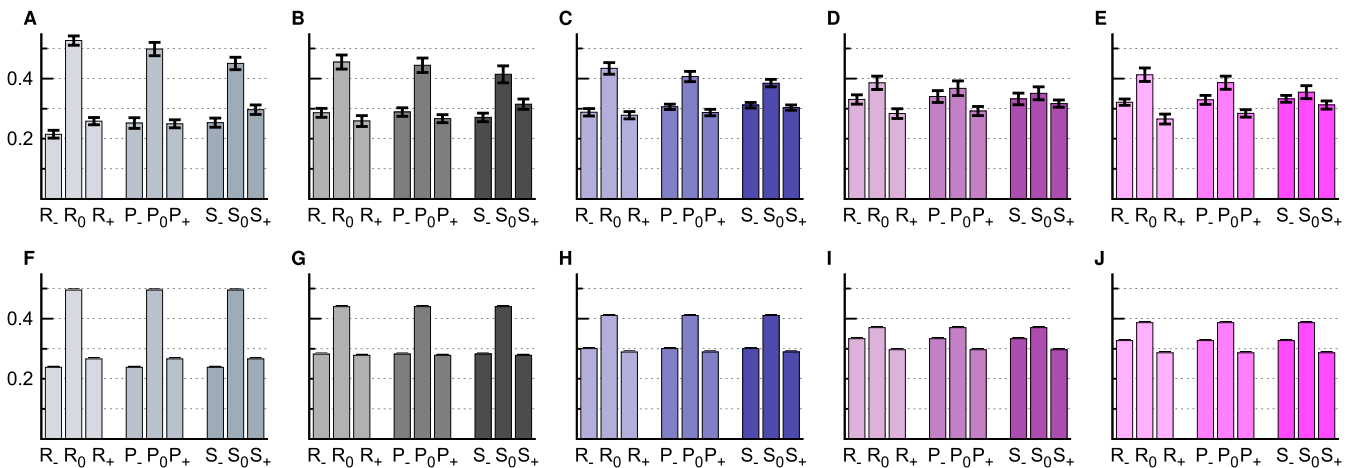 A B C D E
0.4
0.2
R₋ R₀ R₊ P₋ P₀ P₊ S₋ S₀ S₊ R₋ R₀ R₊ P₋ P₀ P₊ S₋ S₀ S₊ R₋ R₀ R₊ P₋ P₀ P₊ S₋ S₀ S₊ R₋ R₀ R₊ P₋ P₀ P₊ S₋ S₀ S₊ R₋ R₀ R₊ P₋ P₀ P₊ S₋ S₀ S₊
F G H I J
0.4
0.2
R₋ R₀ R₊ P₋ P₀ P₊ S₋ S₀ S₊ R₋ R₀ R₊ P₋ P₀ P₊ S₋ S₀ S₊ R₋ R₀ R₊ P₋ P₀ P₊ S₋ S₀ S₊ R₋ R₀ R₊ P₋ P₀ P₊ S₋ S₀ S₊ R₋ R₀ R₊ P₋ P₀ P₊ S₋ S₀ S₊